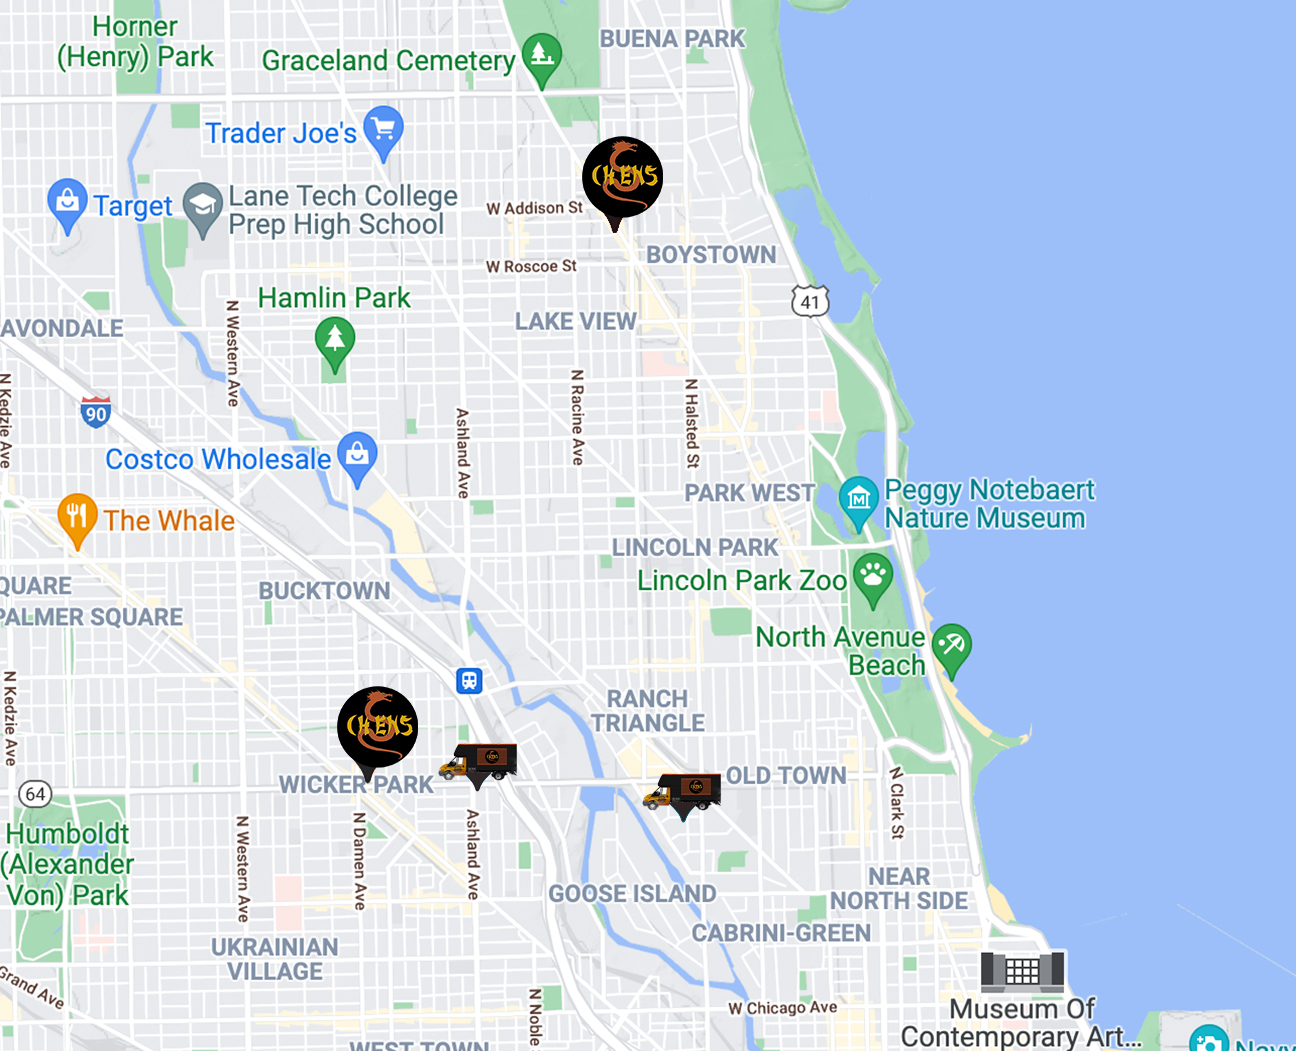 Horner
(Henry) Park
BUENA PARK
Graceland Cemetery
Trader Joe's
CHENS
Target
Lane Tech College
Prep High School
W Addison St
BOYSTOWN
W Roscoe St
Hamlin Park
41
AVONDALE
N Western Ave
LAKE VIEW
N Kedzie Ave
90
N Racine Ave
N Halsted St
Ashland Ave
Costco Wholesale
PARK WEST
Peggy Notebaert
Nature Museum
The Whale
LINCOLN PARK
QUARE
BUCKTOWN
Lincoln Park Zoo
PALMER SQUARE
North Avenue
Beach
N Kedzie Ave
RANCH
TRIANGLE
CHENS
WICKER PARK
OLD TOWN
64
N Clark St
Humboldt
(Alexander
Von) Park
N Western Ave
N Damen Ave
Ashland Ave
GOOSE ISLAND
NEAR
NORTH SIDE
CABRINI-GREEN
UKRAINIAN
VILLAGE
Grand Ave
N Noble
W Chicago Ave
Museum Of
Contemporary Art...
WEST TOWN
Navy